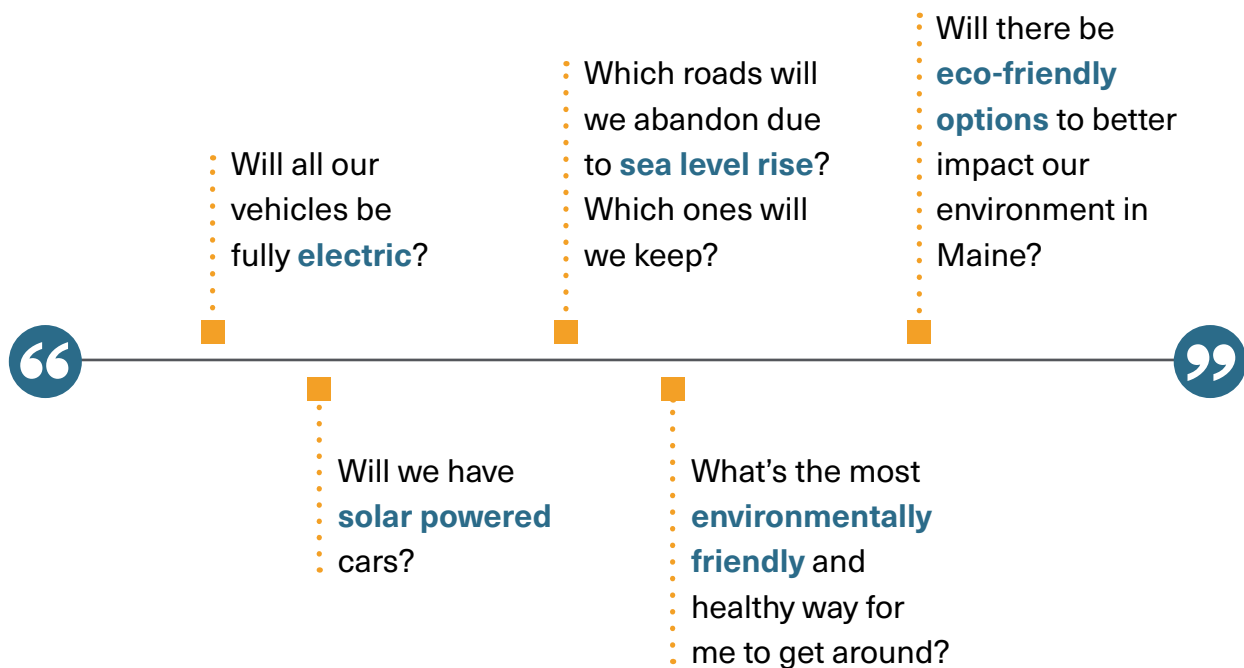 “
Will all our
vehicles be
fully electric?
Will we have
solar powered
cars?
Which roads will
we abandon due
to sea level rise?
Which ones will
we keep?
What’s the most
environmentally
friendly and
healthy way for
me to get around?
Will there be
eco-friendly
options to better
impact our
environment in
Maine?
”